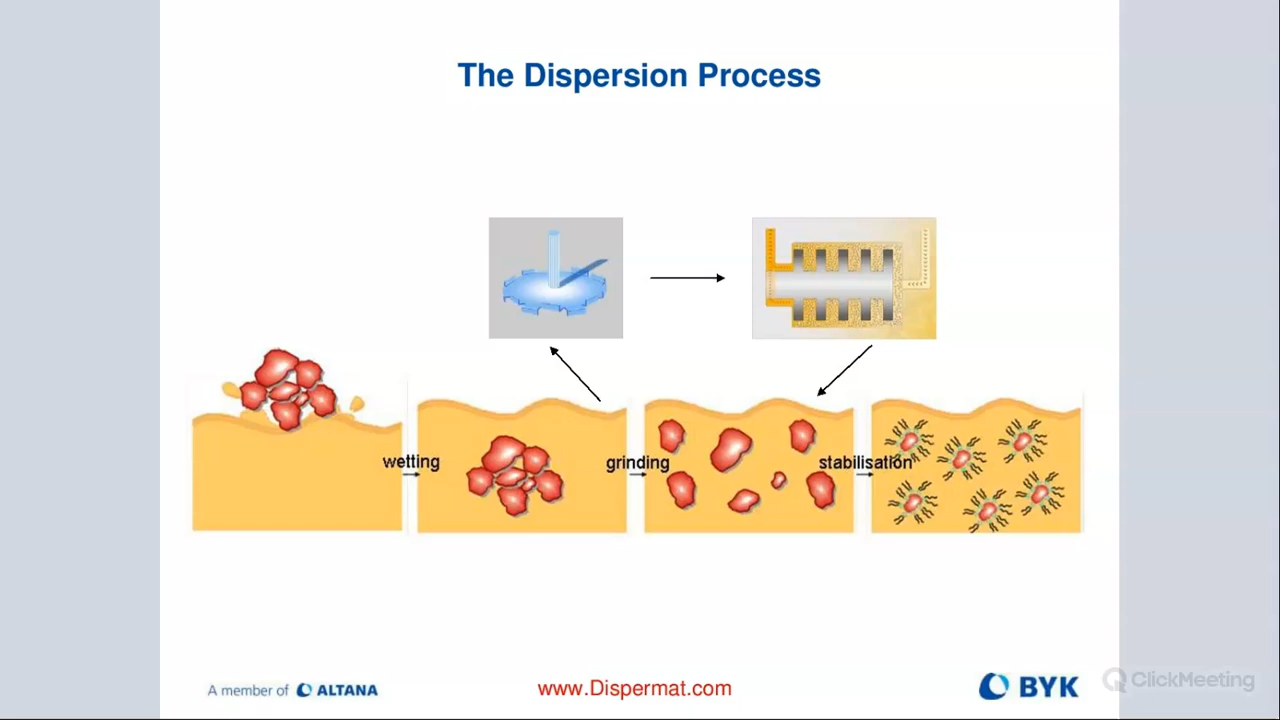 The Dispersion Process
wetting
grinding
stabilisation
A member of ALTANA
www.Dispermat.com
BYK
ClickMeeting